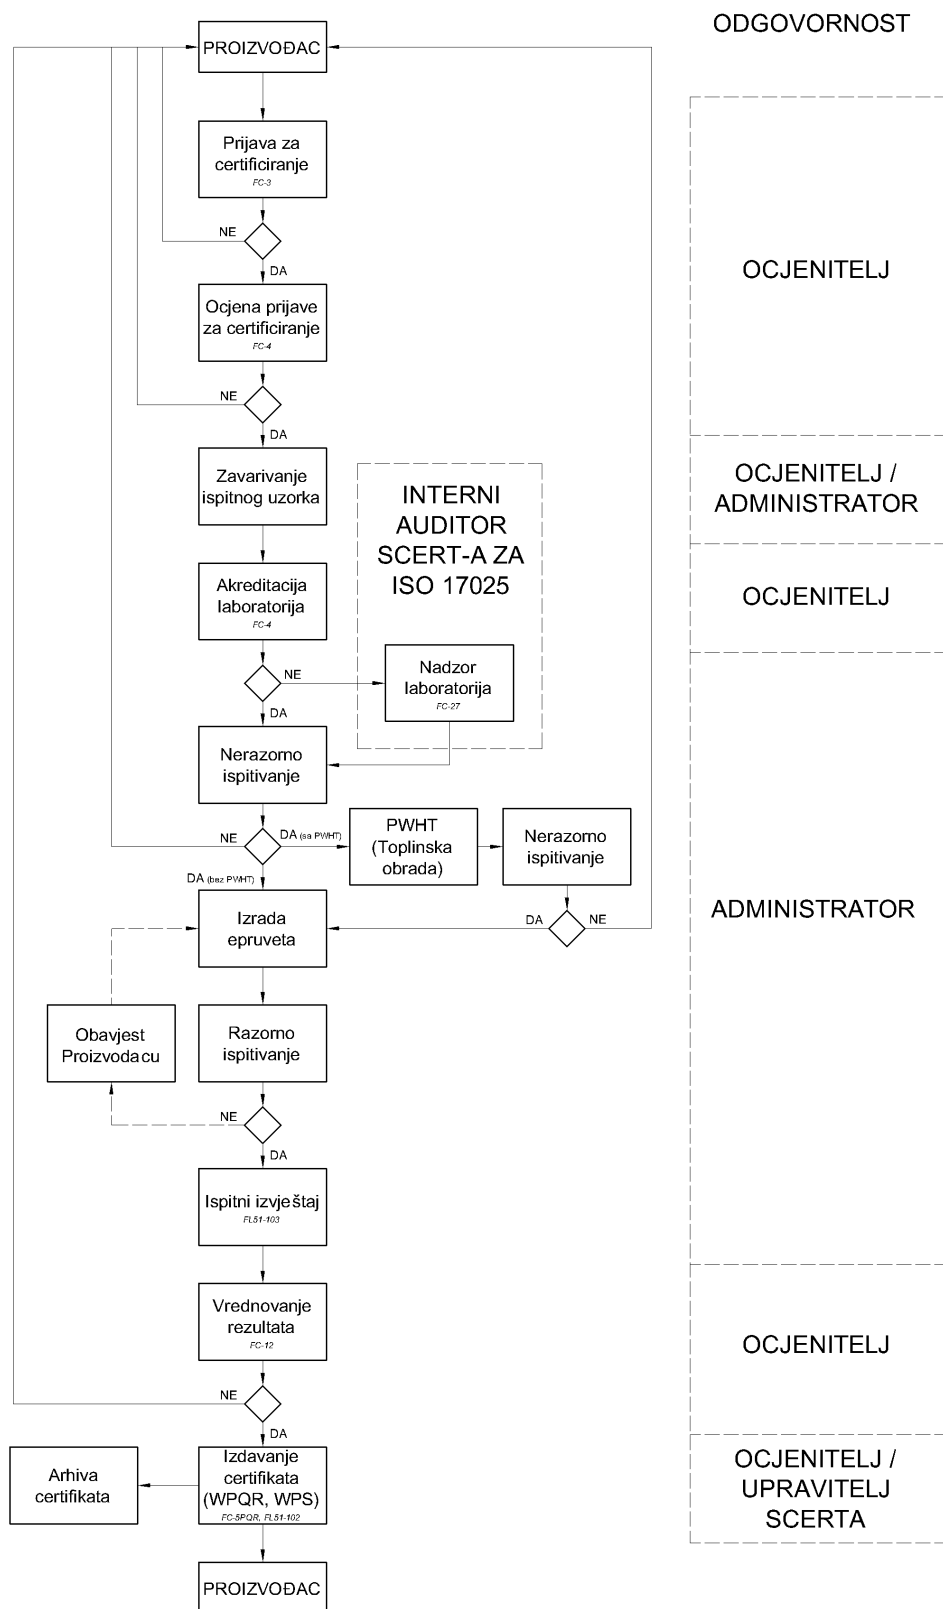 ODGOVORNOST
PROIZVOĐAC
Prijava za
certificiranje
FC-3
NE
DA
OCJENITELJ
Ocjena prijave
za certificiranje
FC-4
NE
DA
Zavarivanje
ispitnog uzorka
OCJENITELJ /
ADMINISTRATOR
INTERNI
AUDITOR
SCERT-A ZA
ISO 17025
Akreditacija
laboratorija
FC-4
OCJENITELJ
NE
DA
Nadzor
laboratorija
FC-27
Nerazorno
ispitivanje
NE
DA (sa PWHT)
DA (bez PWHT)
PWHT
(Toplinska
obrada)
Nerazorno
ispitivanje
DA
NE
ADMINISTRATOR
Izrada
epruveta
Obavjest
Proizvodacu
Razorno
ispitivanje
NE
DA
Ispitni izvještaj
FL51-103
Vrednovanje
rezultata
FC-12
OCJENITELJ
NE
DA
Arhiva
certifikata
Izdavanje
certifikata
(WPQR, WPS)
FC-5PQR, FL51-102
OCJENITELJ /
UPRAVITELJ
SCERTA
PROIZVOĐAC